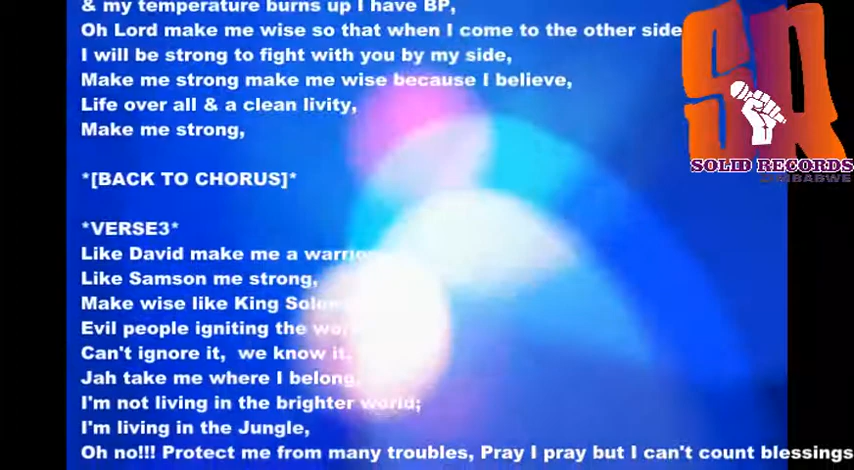 & my temperature burns up I have BP,
Oh Lord make me wise so that when I come to the other side
I will be strong to fight with you by my side,
Make me strong make me wise because I believe,
Life over all & a clean livity,
Make me strong,
*[BACK TO CHORUS]*
*VERSE3*
Like David make me a warrior
Like Samson me strong,
Make wise like King Solomon
Evil people igniting the world
Can't ignore it, we know it,
Jah take me where I belong,
I'm not living in the brighter world;
I'm living in the Jungle,
Oh no!!! Protect me from many troubles, Pray I pray but I can't count blessings
SR
SOLID RECORDS
ZIMBABWE